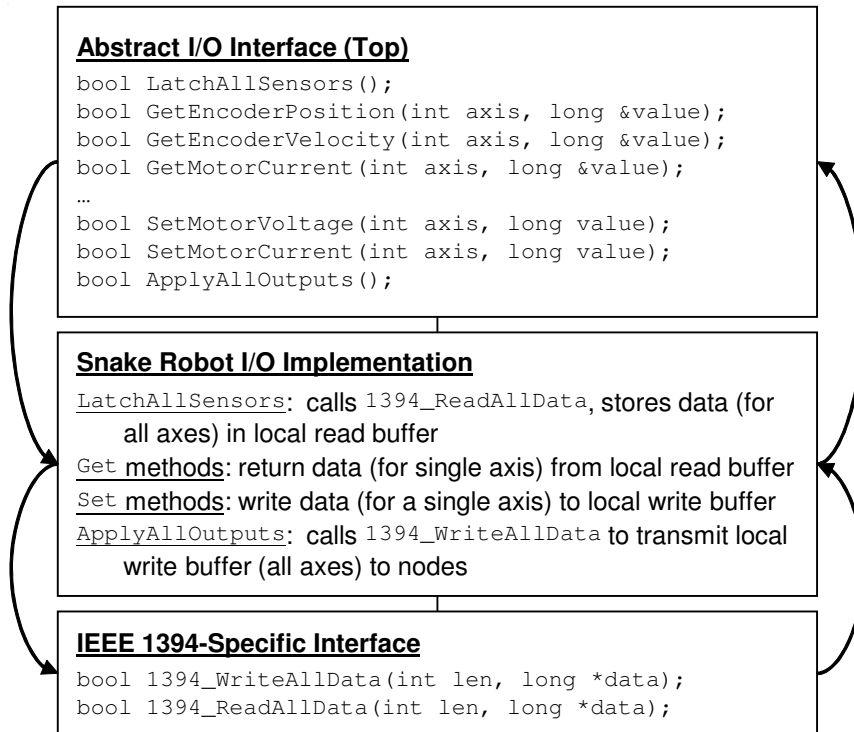 Abstract I/O Interface (Top)
bool LatchAllSensors();
bool GetEncoderPosition(int axis, long &value);
bool GetEncoderVelocity(int axis, long &value);
bool GetMotorCurrent(int axis, long &value);
…
bool SetMotorVoltage(int axis, long value);
bool SetMotorCurrent(int axis, long value);
bool ApplyAllOutputs();
Snake Robot I/O Implementation
LatchAllSensors: calls 1394_ReadAllData, stores data (for
all axes) in local read buffer
Get methods: return data (for single axis) from local read buffer
Set methods: write data (for a single axis) to local write buffer
ApplyAllOutputs: calls 1394_WriteAllData to transmit local
write buffer (all axes) to nodes
IEEE 1394-Specific Interface
bool 1394_WriteAllData(int len, long *data);
bool 1394_ReadAllData(int len, long *data);